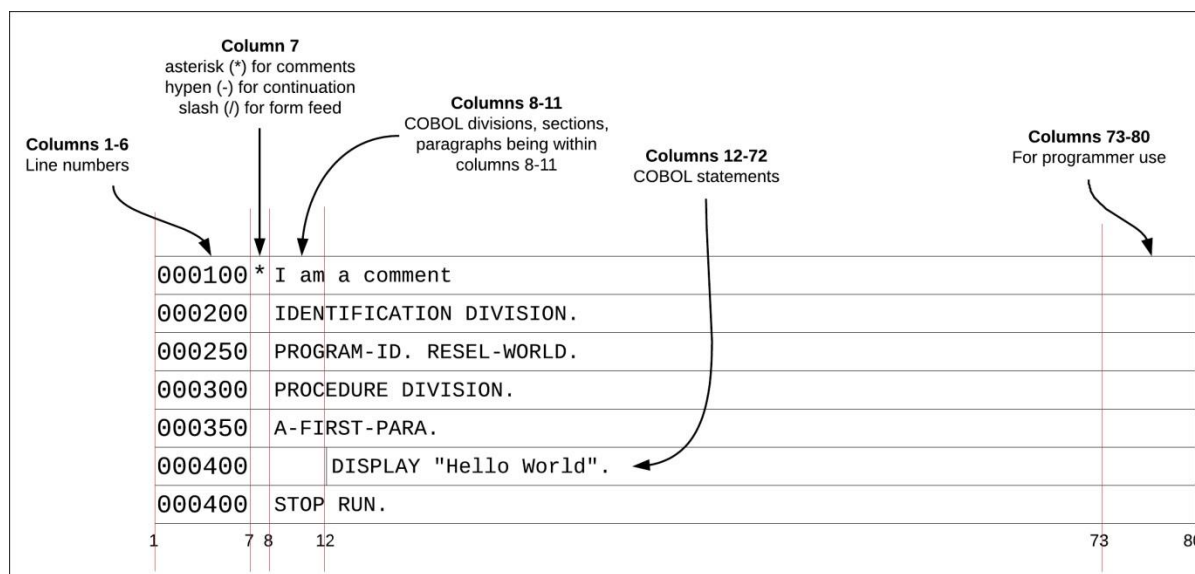 Column 7
asterisk (*) for comments
hypen (-) for continuation
slash (/) for form feed
Columns 8-11
COBOL divisions, sections,
paragraphs being within
columns 8-11
Columns 1-6
Line numbers
Columns 12-72
COBOL statements
Columns 73-80
For programmer use
000100 * I am a comment
000200 IDENTIFICATION DIVISION.
000250 PROGRAM-ID. RESEL-WORLD.
000300 PROCEDURE DIVISION.
000350 A-FIRST-PARA.
000400 DISPLAY "Hello World".
000400 STOP RUN.
1 7 8 12 73 80